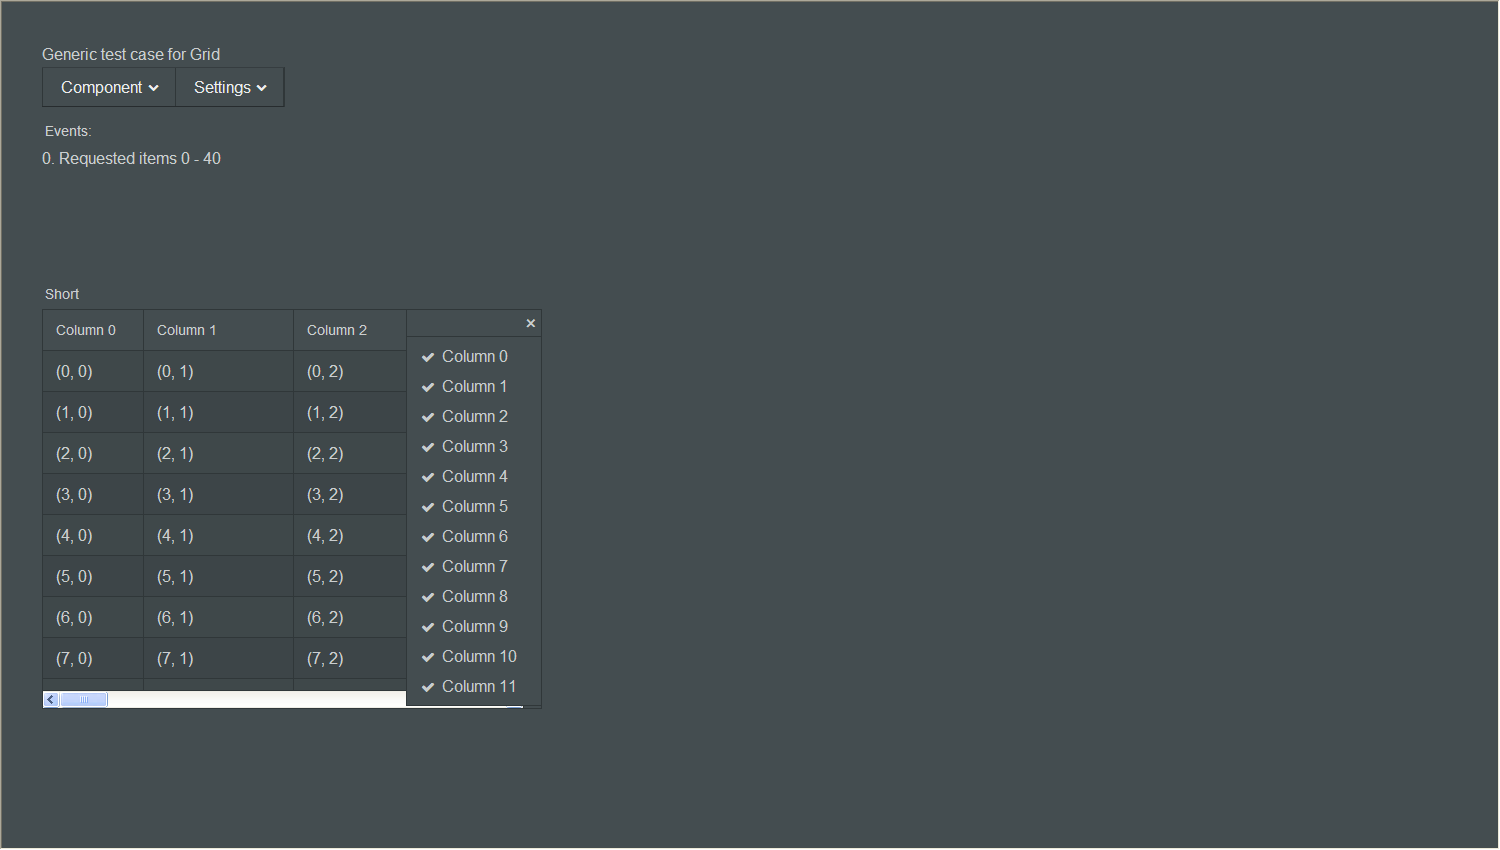 Generic test case for Grid
Component Settings
Events:
0. Requested items 0 - 40
Short
Column 0 Column 1 Column 2
(0, 0) (0, 1) (0, 2)
(1, 0) (1, 1) (1, 2)
(2, 0) (2, 1) (2, 2)
(3, 0) (3, 1) (3, 2)
(4, 0) (4, 1) (4, 2)
(5, 0) (5, 1) (5, 2)
(6, 0) (6, 1) (6, 2)
(7, 0) (7, 1) (7, 2)
Column 0
Column 1
Column 2
Column 3
Column 4
Column 5
Column 6
Column 7
Column 8
Column 9
Column 10
Column 11